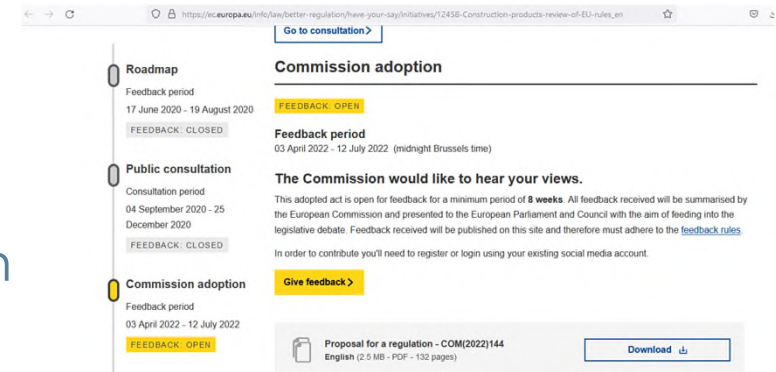 https://ec.europa.eu/info/law/better-regulation/have-your-say/initiatives/12458-Construction-products-review-of-EU-rules_en
Go to consultation
Roadmap
Feedback period
17 June 2020 - 19 August 2020
FEEDBACK: CLOSED
Public consultation
Consultation period
04 September 2020 - 25
December 2020
FEEDBACK: CLOSED
Commission adoption
Feedback period
03 April 2022 - 12 July 2022
FEEDBACK: OPEN
Commission adoption
FEEDBACK: OPEN
Feedback period
03 April 2022 - 12 July 2022 (midnight Brussels time)
The Commission would like to hear your views.
This adopted act is open for feedback for a minimum period of 8 weeks. All feedback received will be summarised by
the European Commission and presented to the European Parliament and Council with the aim of feeding into the
legislative debate. Feedback received will be published on this site and therefore must adhere to the feedback rules.
In order to contribute you'll need to register or login using your existing social media account.
Give feedback
Proposal for a regulation - COM(2022)144
English (2.5 MB - PDF - 132 pages)
Download